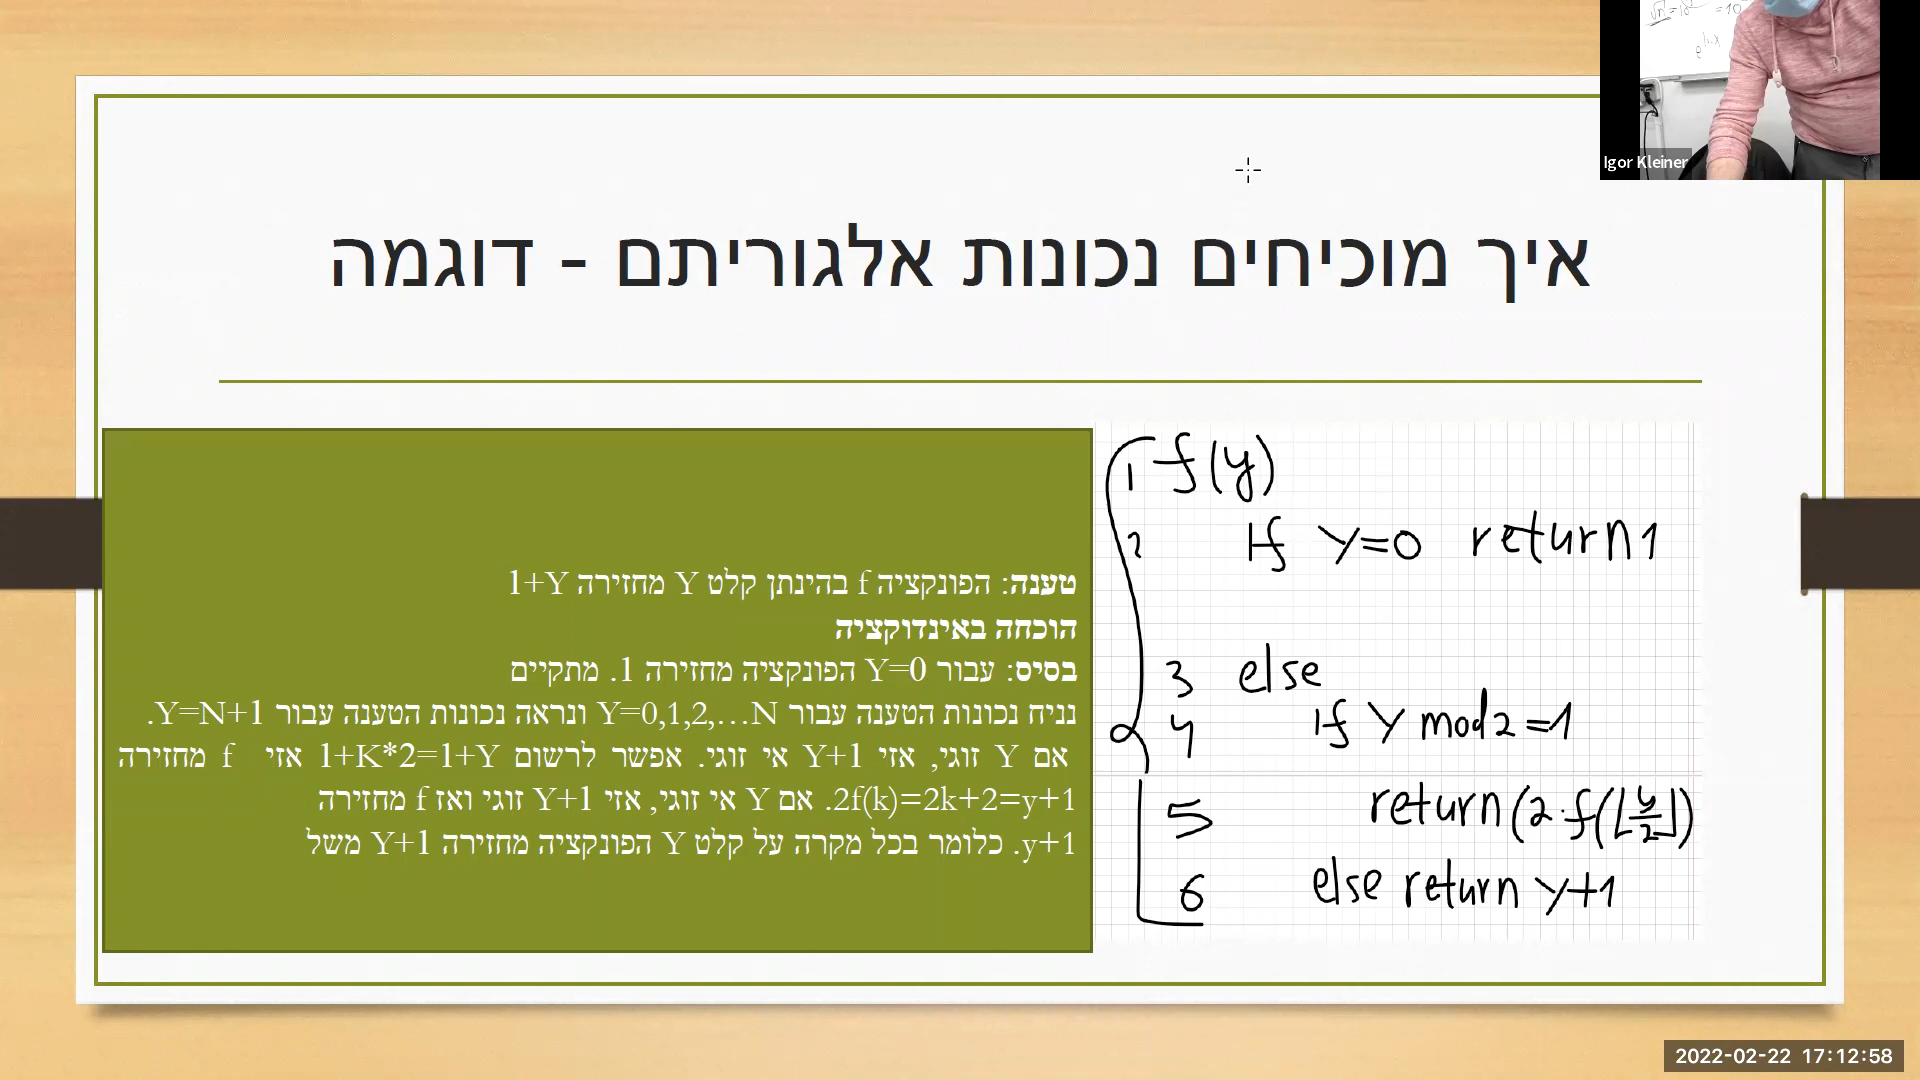 איך מוכיחים נכונות אלגוריתם - דוגמה
טענה: הפונקציה f בהינתן קלט Y מחזירה 1+Y
הוכחה באינדוקציה
בסיס: עבור Y=0 הפונקציה מחזירה 1. מתקיים
נניח נכונות הטענה עבור Y=0,1,2,…N ונראה נכונות הטענה עבור Y=N+1.
אם Y זוגי, אזי Y+1 אי זוגי. אפשר לרשום 1+K*2=1+Y אזי f מחזירה
2f(k)=2k+2=y+1. אם Y אי זוגי, אזי Y+1 זוגי ואז f מחזירה
y+1. כלומר בכל מקרה על קלט Y הפונקציה מחזירה Y+1 משל
1 f(y)
2 If y=0 return 1
3 else
4 If y mod 2 = 1
5 return (2·f(⌊y/2⌋)
6 else return y+1
Igor Kleiner
2022-02-22 17:12:58